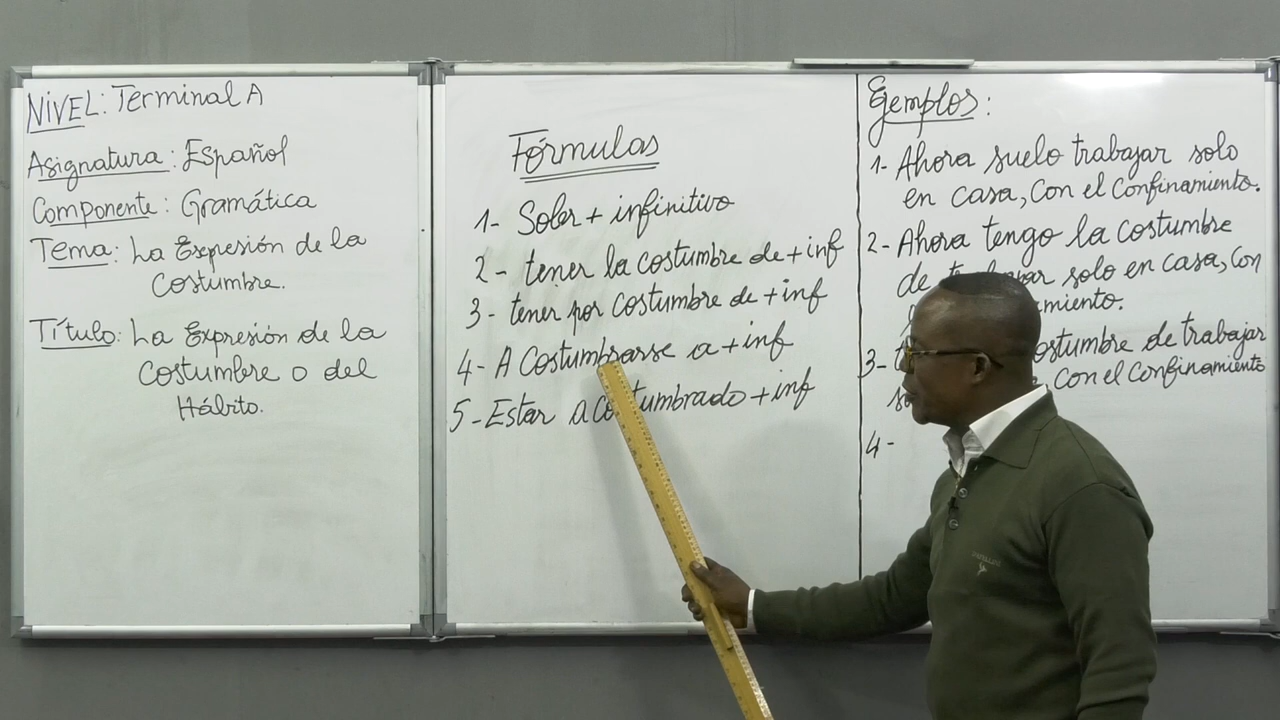 NIVEL: Terminal A
Asignatura: Español
Componente: Gramática
Tema: La Expresión de la
Costumbre.
Título: La Expresión de la
Costumbre o del
Hábito.
Fórmulas
1- Soler + infinitivo
2- tener la costumbre de + inf
3- tener por costumbre de + inf
4- A Costumbrarse a + inf
5- Estar acostumbrado + inf
Ejemplos:
1- Ahora suelo trabajar solo
en casa, con el confinamiento.
2- Ahora tengo la costumbre
de solo en casa, con
3- costumbre de trabajar
con el confinamiento
4-